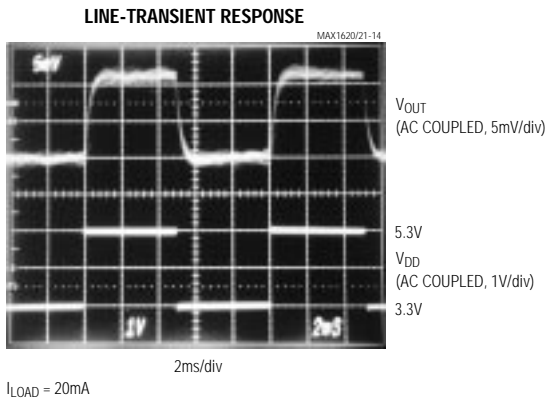 LINE-TRANSIENT RESPONSE
MAX1620/21-14
5mV
VOUT
(AC COUPLED, 5mV/div)
5.3V
VDD
(AC COUPLED, 1V/div)
3.3V
1V
2mS
2ms/div
ILOAD = 20mA